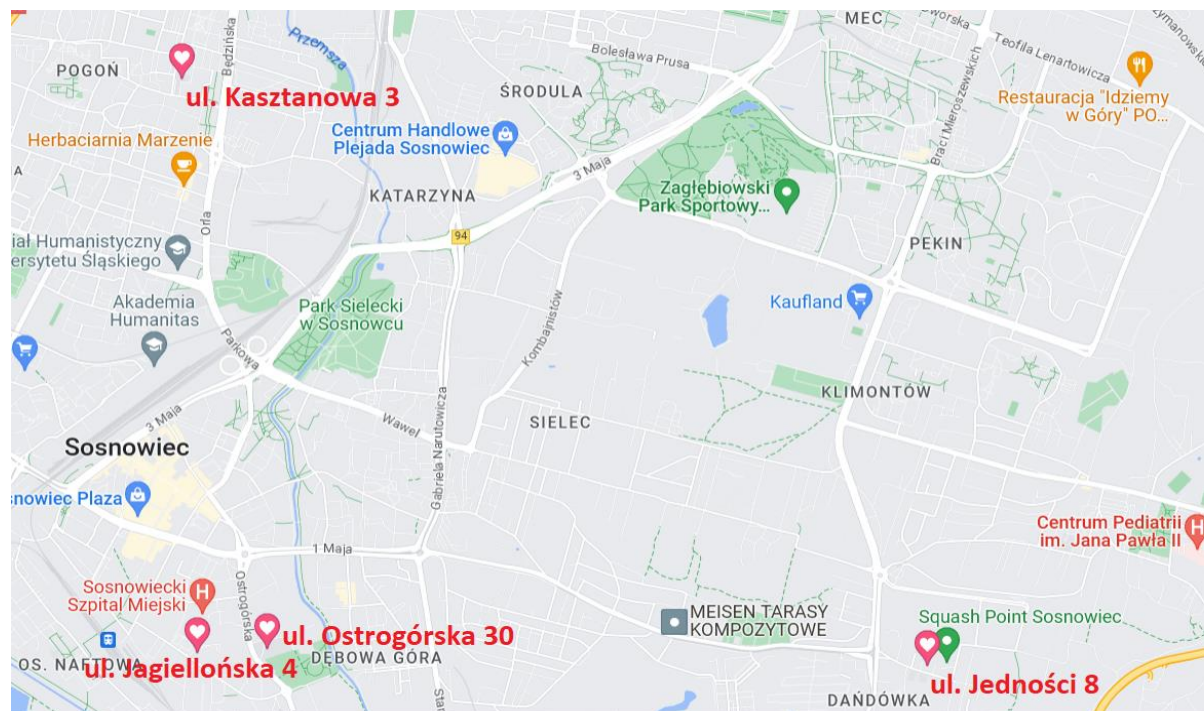 MEC
worska
zymanowskiego
Teofila Lenartowicza
Będzińska
Przemsza
Bolesława Prusa
POGOŃ
ul. Kasztanowa 3
ŚRODULA
Restauracja "Idziemy
w Góry" PO...
Braci Mieroszewskich
Herbaciarnia Marzenie
Centrum Handlowe
Plejada Sosnowiec
3 Maja
A
KATARZYNA
Zagłębiowski
Park Sportowy...
Orla
94
iał Humanistyczny
ersytetu Śląskiego
PEKIN
Akademia
Humanitas
Park Sielecki
w Sosnowcu
Kaufland
Parkowa
Kombajnistów
KLIMONTÓW
3 Maja
Wawel
SIELEC
Sosnowiec
Gabriela Narutowicza
snowiec Plaza
Centrum Pediatrii
im. Jana Pawła II
H
1 Maja
Ostrogórska
Sosnowiecki
Szpital Miejski
H
MEISEN TARASY
KOMPOZYTOWE
Squash Point Sosnowiec
ul. Ostrogórska 30
OS. NAFTOWA
ul. Jagiellońska 4
DĘBOWA GÓRA
ul. Jedności 8
Star
DAŃDÓWKA